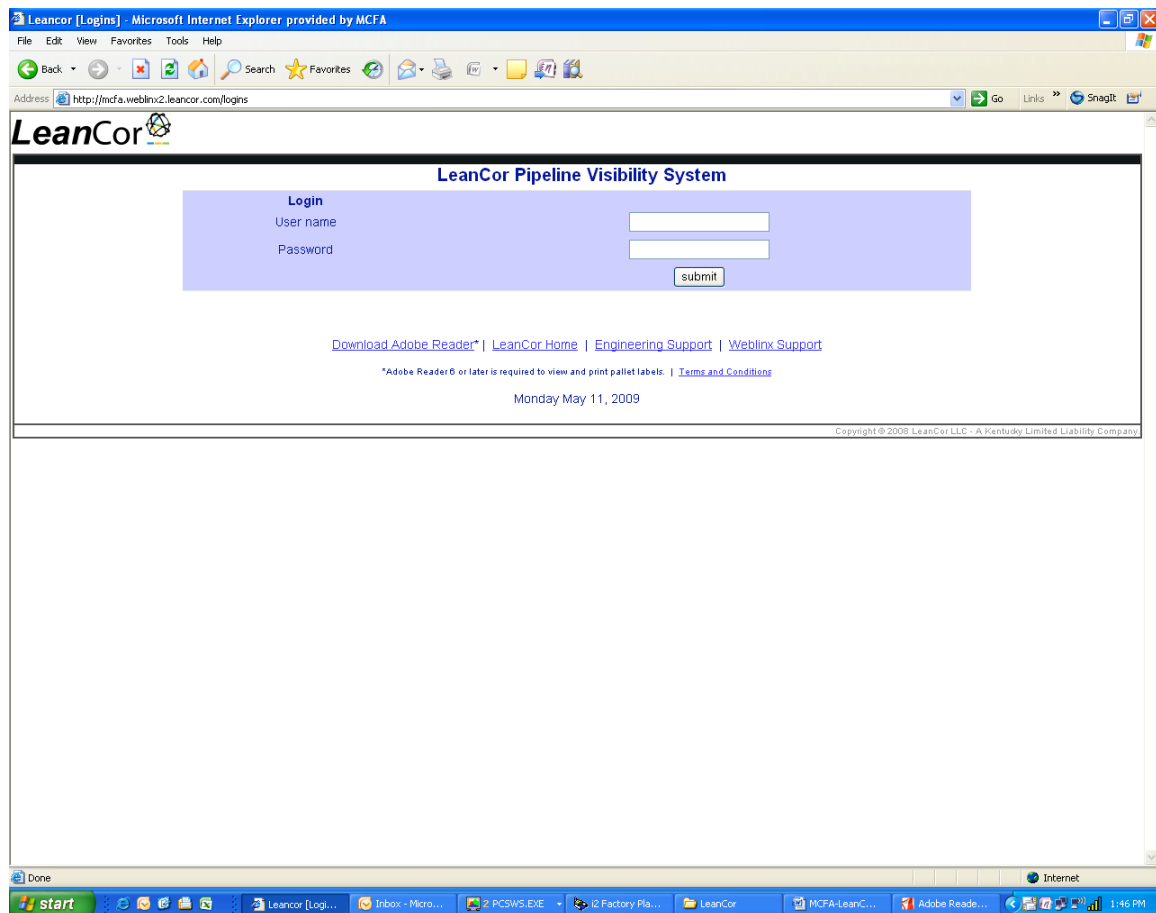 Leancor [Logins] - Microsoft Internet Explorer provided by MCFA
File Edit View Favorites Tools Help
Back Search Favorites
Address http://mcfa.weblinx2.leancor.com/logins Go Links » SnagIt
LeanCor
LeanCor Pipeline Visibility System
Login
User name
Password
submit
Download Adobe Reader* | LeanCor Home | Engineering Support | Weblinx Support
*Adobe Reader 6 or later is required to view and print pallet labels. | Terms and Conditions
Monday May 11, 2009
Copyright © 2008 LeanCor LLC - A Kentucky Limited Liability Company.
Done Internet
start Leancor [Logi... Inbox - Micro... 2 PCSWS.EXE i2 Factory Pla... LeanCor MCFA-LeanC... Adobe Reade... 1:46 PM